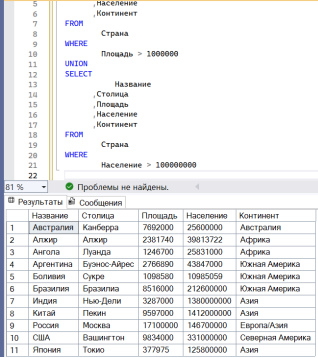 5 ,Население
6 ,Континент
7 FROM
8 Страна
9 WHERE
10 Площадь > 1000000
11 UNION
12 SELECT
13 Название
14 ,Столица
15 ,Площадь
16 ,Население
17 ,Континент
18 FROM
19 Страна
20 WHERE
21 Население > 100000000
22
81 % Проблемы не найдены.
Результаты Сообщения
Название Столица Площадь Население Континент
1 Австралия Канберра 7692000 25600000 Австралия
2 Алжир Алжир 2381740 39813722 Африка
3 Ангола Луанда 1246700 25831000 Африка
4 Аргентина Буэнос-Айрес 2766890 43847000 Южная Америка
5 Боливия Сукре 1098580 10985059 Южная Америка
6 Бразилия Бразилиа 8516000 212600000 Южная Америка
7 Индия Нью-Дели 3287000 1380000000 Азия
8 Китай Пекин 9597000 1412000000 Азия
9 Россия Москва 17100000 146700000 Европа/Азия
10 США Вашингтон 9834000 331000000 Северная Америка
11 Япония Токио 377975 125800000 Азия